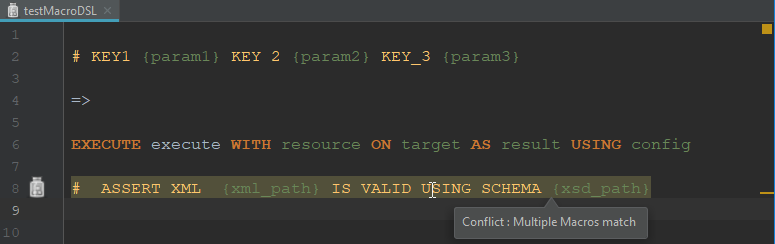 testMacroDSL
1
2 # KEY1 {param1} KEY 2 {param2} KEY_3 {param3}
3
4 =>
5
6 EXECUTE execute WITH resource ON target AS result USING config
7
8 # ASSERT XML {xml_path} IS VALID USING SCHEMA {xsd_path}
9
Conflict : Multiple Macros match
10